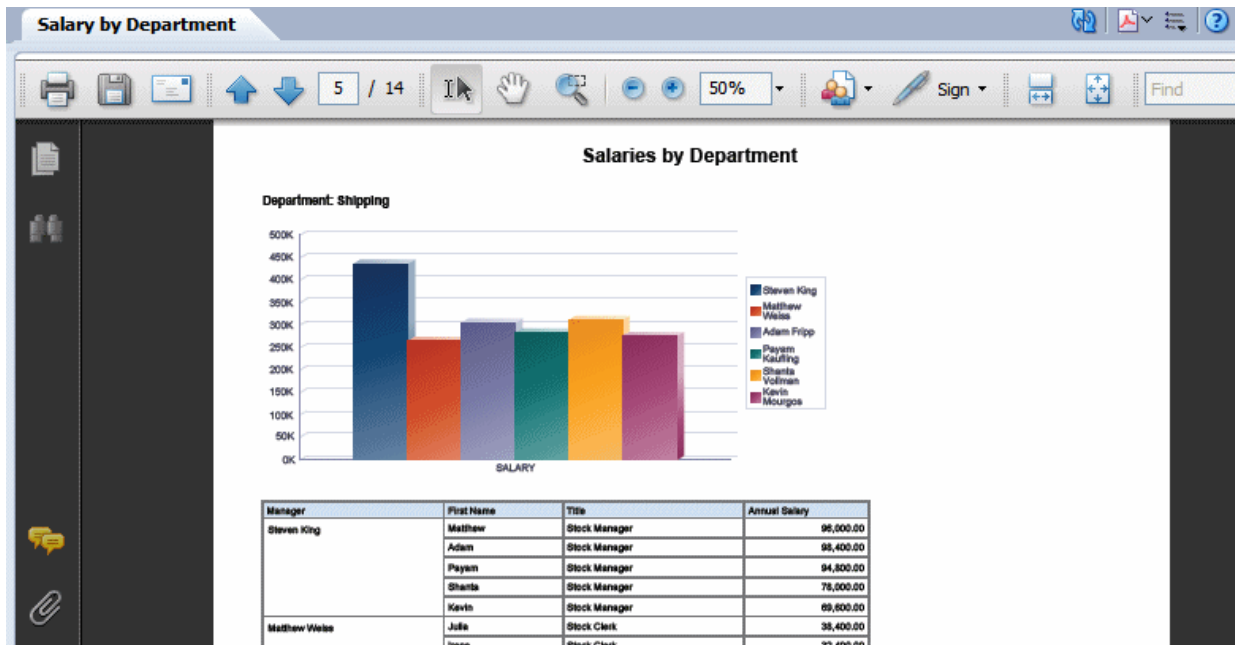 Salary by Department
5 / 14
50%
Sign
Find
Salaries by Department
Department: Shipping
500K
450K
400K
350K
300K
250K
200K
150K
100K
50K
0K
SALARY
Steven King
Matthew
Weiss
Adam Fripp
Payam
Kaufling
Shanta
Vollman
Kevin
Mourgos
Manager First Name Title Annual Salary
Steven King Matthew Stock Manager 96,000.00
Adam Stock Manager 98,400.00
Payam Stock Manager 94,800.00
Shanta Stock Manager 78,000.00
Kevin Stock Manager 69,600.00
Matthew Weiss Julia Stock Clerk 38,400.00
Stock Clerk